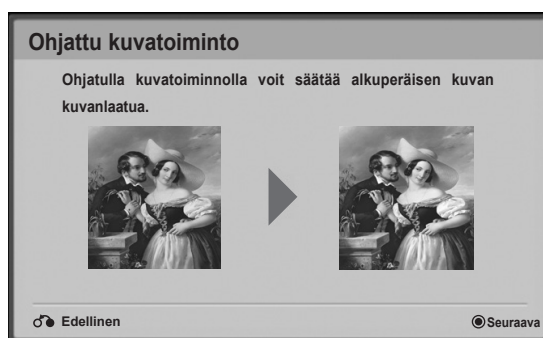 Ohjattu kuvatoiminto
Ohjatulla kuvatoiminnolla voit säätää alkuperäisen kuvan
kuvanlaatua.
Edellinen
Seuraava